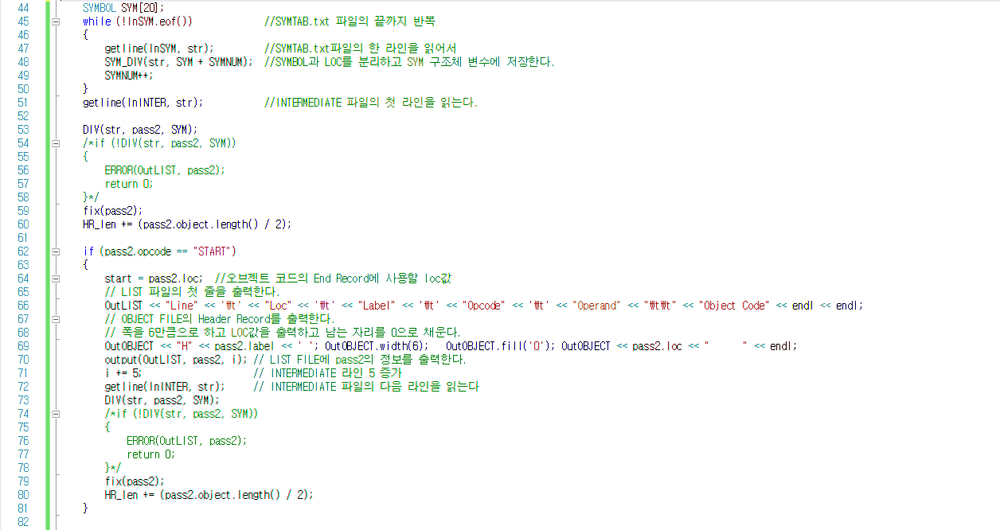 44 SYMBOL SYM[20];
45 while (!InSYM.eof()) //SYMTAB.txt 파일의 끝까지 반복
46 {
47 getline(InSYM, str); //SYMTAB.txt파일의 한 라인을 읽어서
48 SYM_DIV(str, SYM + SYMNUM); //SYMBOL과 LOC를 분리하고 SYM 구조체 변수에 저장한다.
49 SYMNUM++;
50 }
51 getline(InINTER, str); //INTERMEDIATE 파일의 첫 라인을 읽는다.
52
53 DIV(str, pass2, SYM);
54 /*if (!DIV(str, pass2, SYM))
55 {
56 ERROR(OutLIST, pass2);
57 return 0;
58 }*/
59 fix(pass2);
60 HR_len += (pass2.object.length() / 2);
61
62 if (pass2.opcode == "START")
63 {
64 start = pass2.loc; //오브젝트 코드의 End Record에 사용할 loc값
65 // LIST 파일의 첫 줄을 출력한다.
66 OutLIST << "Line" << '₩t' << "Loc" << '₩t' << "Label" << '₩t' << "Opcode" << '₩t' << "Operand" << "₩t₩t" << "Object Code" << endl << endl;
67 // OBJECT FILE의 Header Record를 출력한다.
68 // 폭을 6만큼으로 하고 LOC값을 출력하고 남는 자리를 0으로 채운다.
69 OutOBJECT << "H" << pass2.label << ' '; OutOBJECT.width(6); OutOBJECT.fill('0'); OutOBJECT << pass2.loc << "      " << endl;
70 output(OutLIST, pass2, i); // LIST FILE에 pass2의 정보를 출력한다.
71 i += 5; // INTERMEDIATE 라인 5 증가
72 getline(InINTER, str); // INTERMEDIATE 파일의 다음 라인을 읽는다
73 DIV(str, pass2, SYM);
74 /*if (!DIV(str, pass2, SYM))
75 {
76 ERROR(OutLIST, pass2);
77 return 0;
78 }*/
79 fix(pass2);
80 HR_len += (pass2.object.length() / 2);
81 }
82